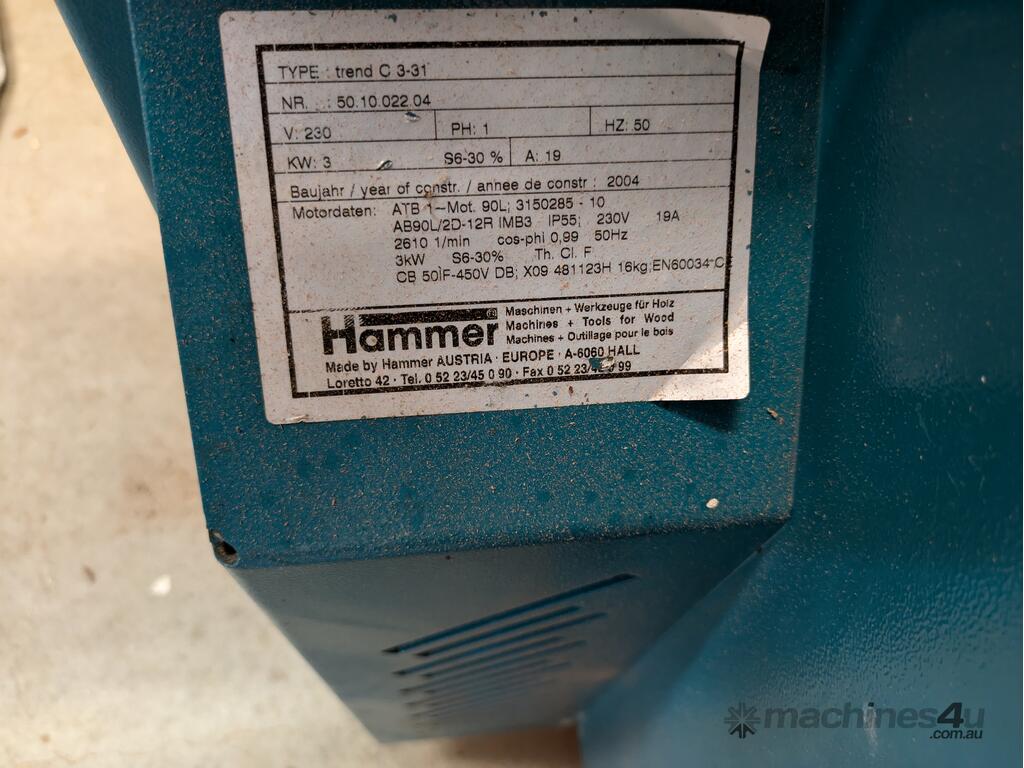 TYPE : trend C 3-31
NR. : 50.10.022.04
V: 230 PH: 1 HZ: 50
KW: 3 S6-30 % A: 19
Baujahr / year of constr. / annee de constr : 2004
Motordaten: ATB 1~Mot. 90L; 3150285 - 10
AB90L/2D-12R IMB3 IP55; 230V 19A
2610 1/min cos-phi 0,99 50Hz
3kW S6-30% Th. Cl. F
CB 50IF-450V DB; X09 481123H 16kg;EN60034-C
Hammer ®
Maschinen + Werkzeuge für Holz
Machines + Tools for Wood
Machines + Outillage pour le bois
Made by Hammer AUSTRIA · EUROPE · A-6060 HALL
Loretto 42 · Tel. 0 52 23/45 0 90 · Fax 0 52 23/ 99
machines4u
.com.au